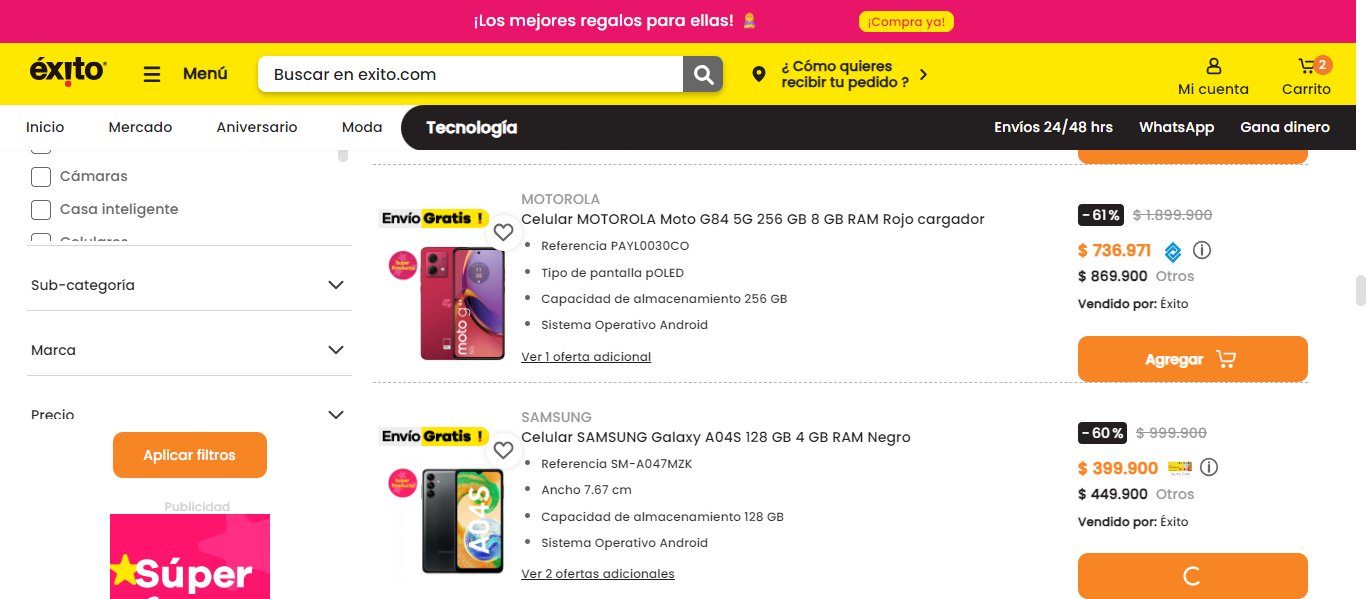 ¡Los mejores regalos para ellas!
¡Compra ya!
éxito
Menú
Buscar en exito.com
¿ Cómo quieres
recibir tu pedido ?
Mi cuenta
2
Carrito
Inicio
Mercado
Aniversario
Moda
Tecnología
Envíos 24/48 hrs
WhatsApp
Gana dinero
Cámaras
Casa inteligente
Celulares
Sub-categoría
Marca
Precio
Aplicar filtros
Publicidad
Súper
MOTOROLA
Envío Gratis !
Celular MOTOROLA Moto G84 5G 256 GB 8 GB RAM Rojo cargador
Referencia PAYL0030CO
Super
Producto
Tipo de pantalla pOLED
Capacidad de almacenamiento 256 GB
Sistema Operativo Android
moto g
Ver 1 oferta adicional
-61% $ 1.899.900
$ 736.971
$ 869.900 Otros
Vendido por: Éxito
Agregar
SAMSUNG
Envío Gratis !
Celular SAMSUNG Galaxy A04S 128 GB 4 GB RAM Negro
Referencia SM-A047MZK
Super
Producto
Ancho 7.67 cm
Capacidad de almacenamiento 128 GB
Sistema Operativo Android
A04S
Ver 2 ofertas adicionales
-60% $ 999.900
$ 399.900
$ 449.900 Otros
Vendido por: Éxito